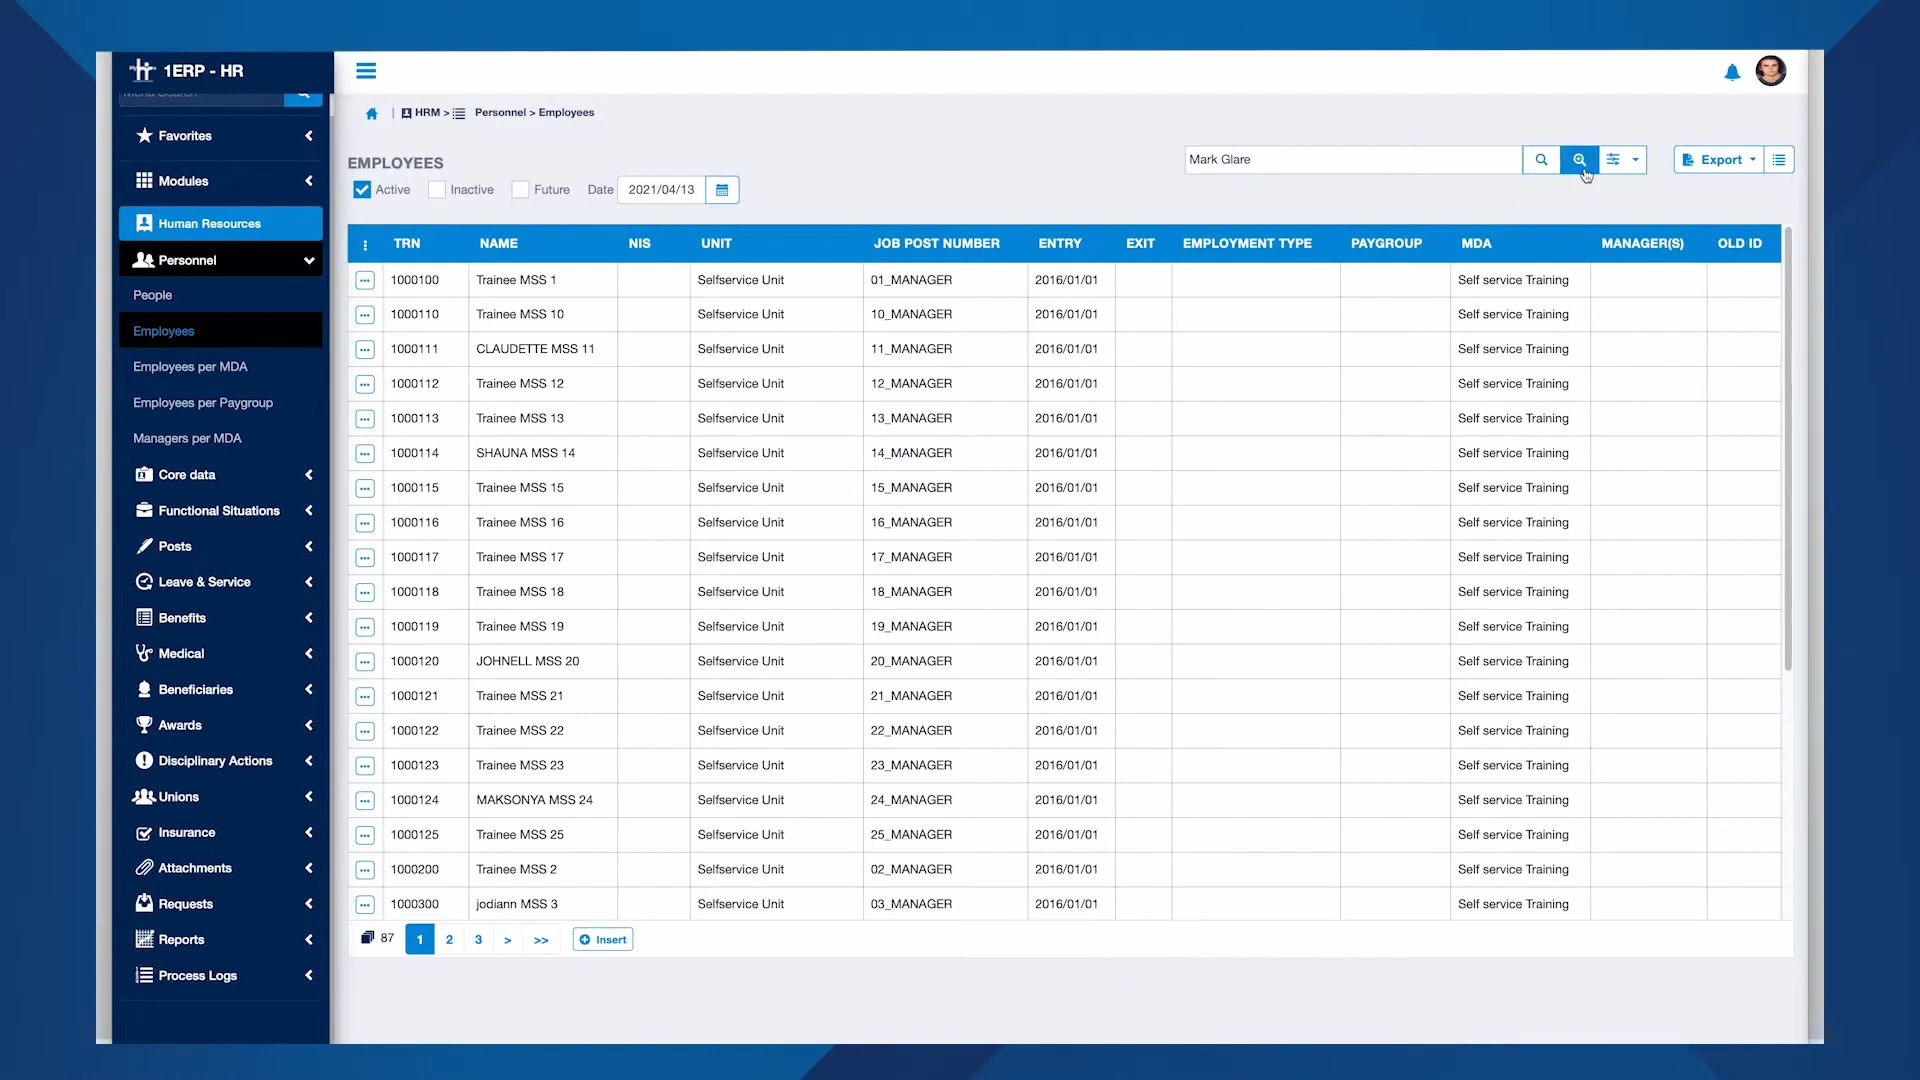 hr 1ERP - HR
Menu Search
Favorites
Modules
Human Resources
Personnel
People
Employees
Employees per MDA
Employees per Paygroup
Managers per MDA
Core data
Functional Situations
Posts
Leave & Service
Benefits
Medical
Beneficiaries
Awards
Disciplinary Actions
Unions
Insurance
Attachments
Requests
Reports
Process Logs
| HRM > Personnel > Employees
EMPLOYEES
Mark Glare
Export
Active Inactive Future Date 2021/04/13
TRN NAME NIS UNIT JOB POST NUMBER ENTRY EXIT EMPLOYMENT TYPE PAYGROUP MDA MANAGER(S) OLD ID
1000100 Trainee MSS 1 Selfservice Unit 01_MANAGER 2016/01/01 Self service Training
1000110 Trainee MSS 10 Selfservice Unit 10_MANAGER 2016/01/01 Self service Training
1000111 CLAUDETTE MSS 11 Selfservice Unit 11_MANAGER 2016/01/01 Self service Training
1000112 Trainee MSS 12 Selfservice Unit 12_MANAGER 2016/01/01 Self service Training
1000113 Trainee MSS 13 Selfservice Unit 13_MANAGER 2016/01/01 Self service Training
1000114 SHAUNA MSS 14 Selfservice Unit 14_MANAGER 2016/01/01 Self service Training
1000115 Trainee MSS 15 Selfservice Unit 15_MANAGER 2016/01/01 Self service Training
1000116 Trainee MSS 16 Selfservice Unit 16_MANAGER 2016/01/01 Self service Training
1000117 Trainee MSS 17 Selfservice Unit 17_MANAGER 2016/01/01 Self service Training
1000118 Trainee MSS 18 Selfservice Unit 18_MANAGER 2016/01/01 Self service Training
1000119 Trainee MSS 19 Selfservice Unit 19_MANAGER 2016/01/01 Self service Training
1000120 JOHNELL MSS 20 Selfservice Unit 20_MANAGER 2016/01/01 Self service Training
1000121 Trainee MSS 21 Selfservice Unit 21_MANAGER 2016/01/01 Self service Training
1000122 Trainee MSS 22 Selfservice Unit 22_MANAGER 2016/01/01 Self service Training
1000123 Trainee MSS 23 Selfservice Unit 23_MANAGER 2016/01/01 Self service Training
1000124 MAKSONYA MSS 24 Selfservice Unit 24_MANAGER 2016/01/01 Self service Training
1000125 Trainee MSS 25 Selfservice Unit 25_MANAGER 2016/01/01 Self service Training
1000200 Trainee MSS 2 Selfservice Unit 02_MANAGER 2016/01/01 Self service Training
1000300 jodiann MSS 3 Selfservice Unit 03_MANAGER 2016/01/01 Self service Training
87 1 2 3 > >> Insert